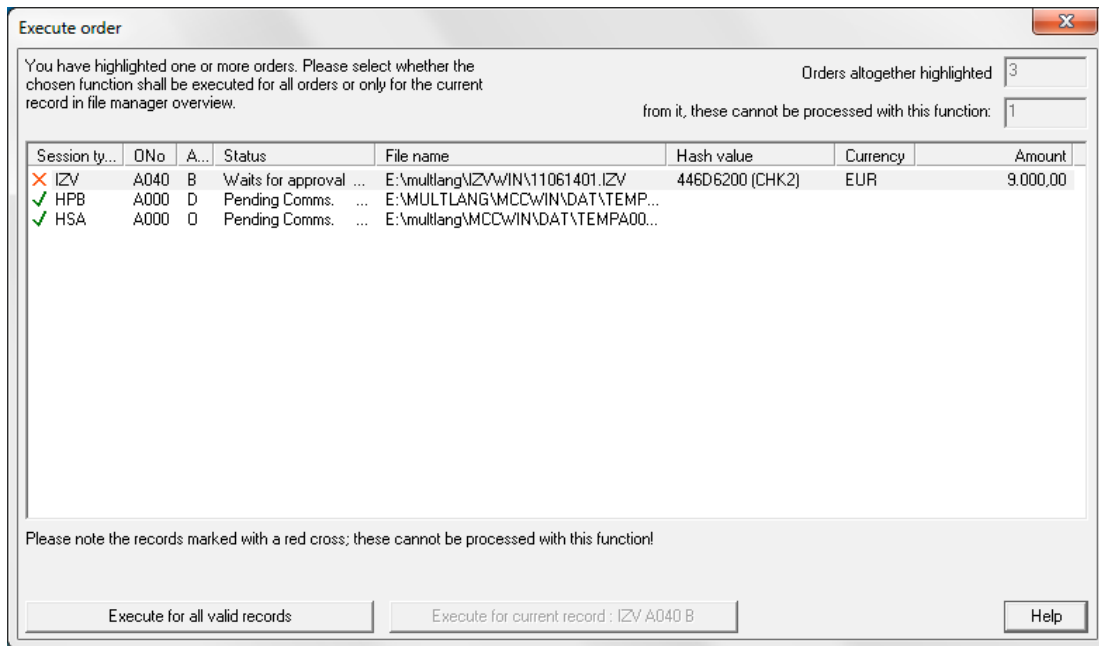 Execute order
You have highlighted one or more orders. Please select whether the
chosen function shall be executed for all orders or only for the current
record in file manager overview.
Orders altogether highlighted 3
from it, these cannot be processed with this function: 1
Session ty... ONo A... Status File name Hash value Currency Amount
IZV A040 B Waits for approval ... E:\multlang\IZVWIN\11061401.IZV 446D6200 (CHK2) EUR 9.000,00
HPB A000 D Pending Comms. ... E:\MULTLANG\MCCWIN\DAT\TEMP...
HSA A000 O Pending Comms. ... E:\multlang\MCCWIN\DAT\TEMPA00...
Please note the records marked with a red cross; these cannot be processed with this function!
Execute for all valid records
Execute for current record : IZV A040 B
Help